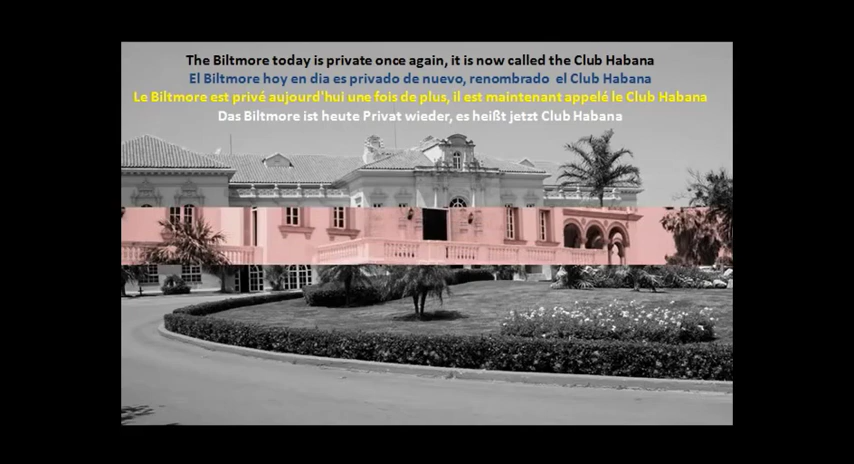 The Biltmore today is private once again, it is now called the Club Habana
El Biltmore hoy en dia es privado de nuevo, renombrado el Club Habana
Le Biltmore est privé aujourd'hui une fois de plus, il est maintenant appelé le Club Habana
Das Biltmore ist heute Privat wieder, es heißt jetzt Club Habana